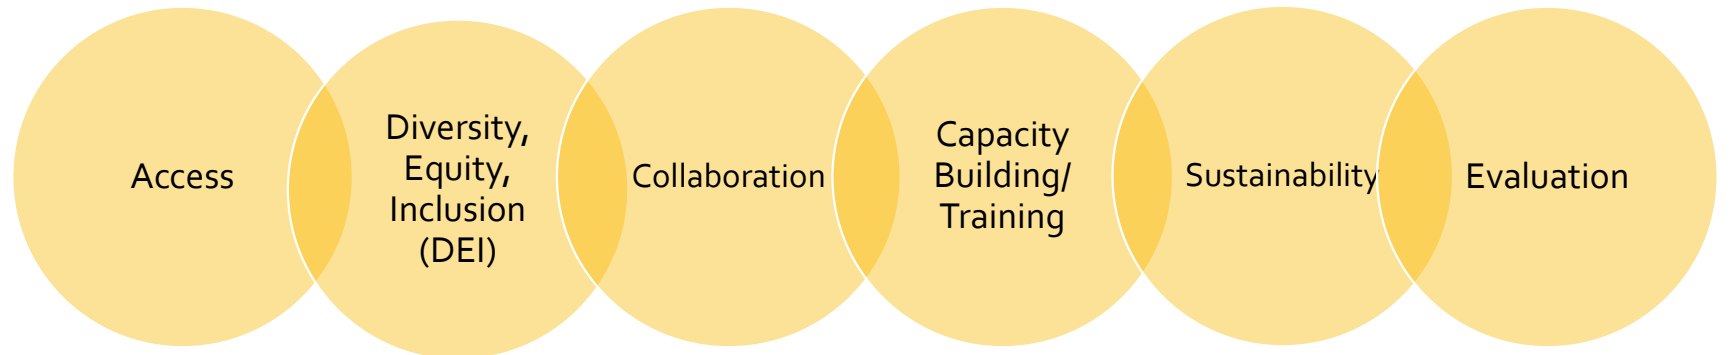 Access
Diversity,
Equity,
Inclusion
(DEI)
Collaboration
Capacity
Building/
Training
Sustainability
Evaluation